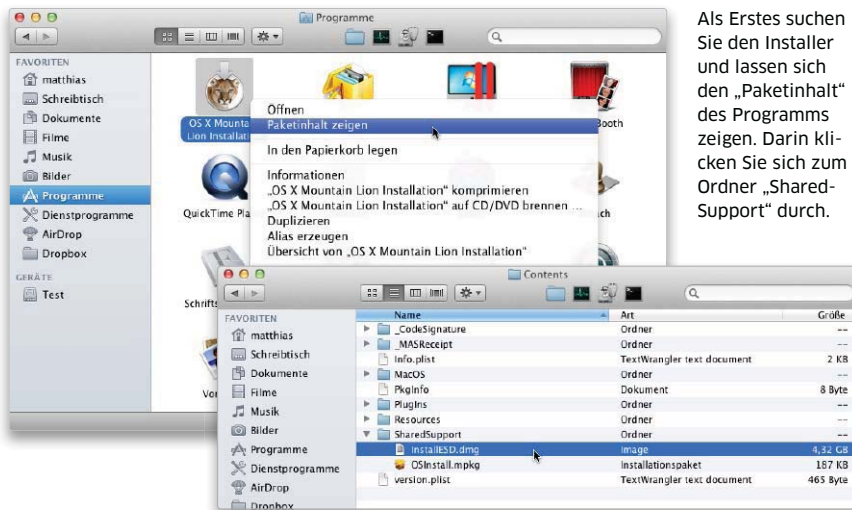 Programme
FAVORITEN
matthias
Schreibtisch
Dokumente
Filme
Musik
Bilder
Programme
Dienstprogramme
AirDrop
Dropbox
GERÄTE
Test
OS X Mounta
Lion Installati
Booth
QuickTime Pla
ach
Schrifts
Vor
Öffnen
Paketinhalt zeigen
In den Papierkorb legen
Informationen
„OS X Mountain Lion Installation“ komprimieren
„OS X Mountain Lion Installation“ auf CD/DVD brennen ...
Duplizieren
Alias erzeugen
Übersicht von „OS X Mountain Lion Installation“
Als Erstes suchen
Sie den Installer
und lassen sich
den „Paketinhalt“
des Programms
zeigen. Darin kli-
cken Sie sich zum
Ordner „Shared-
Support“ durch.
Contents
FAVORITEN
matthias
Schreibtisch
Dokumente
Filme
Musik
Bilder
Programme
Dienstprogramme
AirDrop
Dropbox
Name Art Größe
_CodeSignature Ordner --
_MASReceipt Ordner --
Info.plist TextWrangler text document 2 KB
MacOS Ordner --
PkgInfo Dokument 8 Byte
PlugIns Ordner --
Resources Ordner --
SharedSupport Ordner --
InstallESD.dmg Image 4,32 GB
OSInstall.mpkg Installationspaket 187 KB
version.plist TextWrangler text document 465 Byte